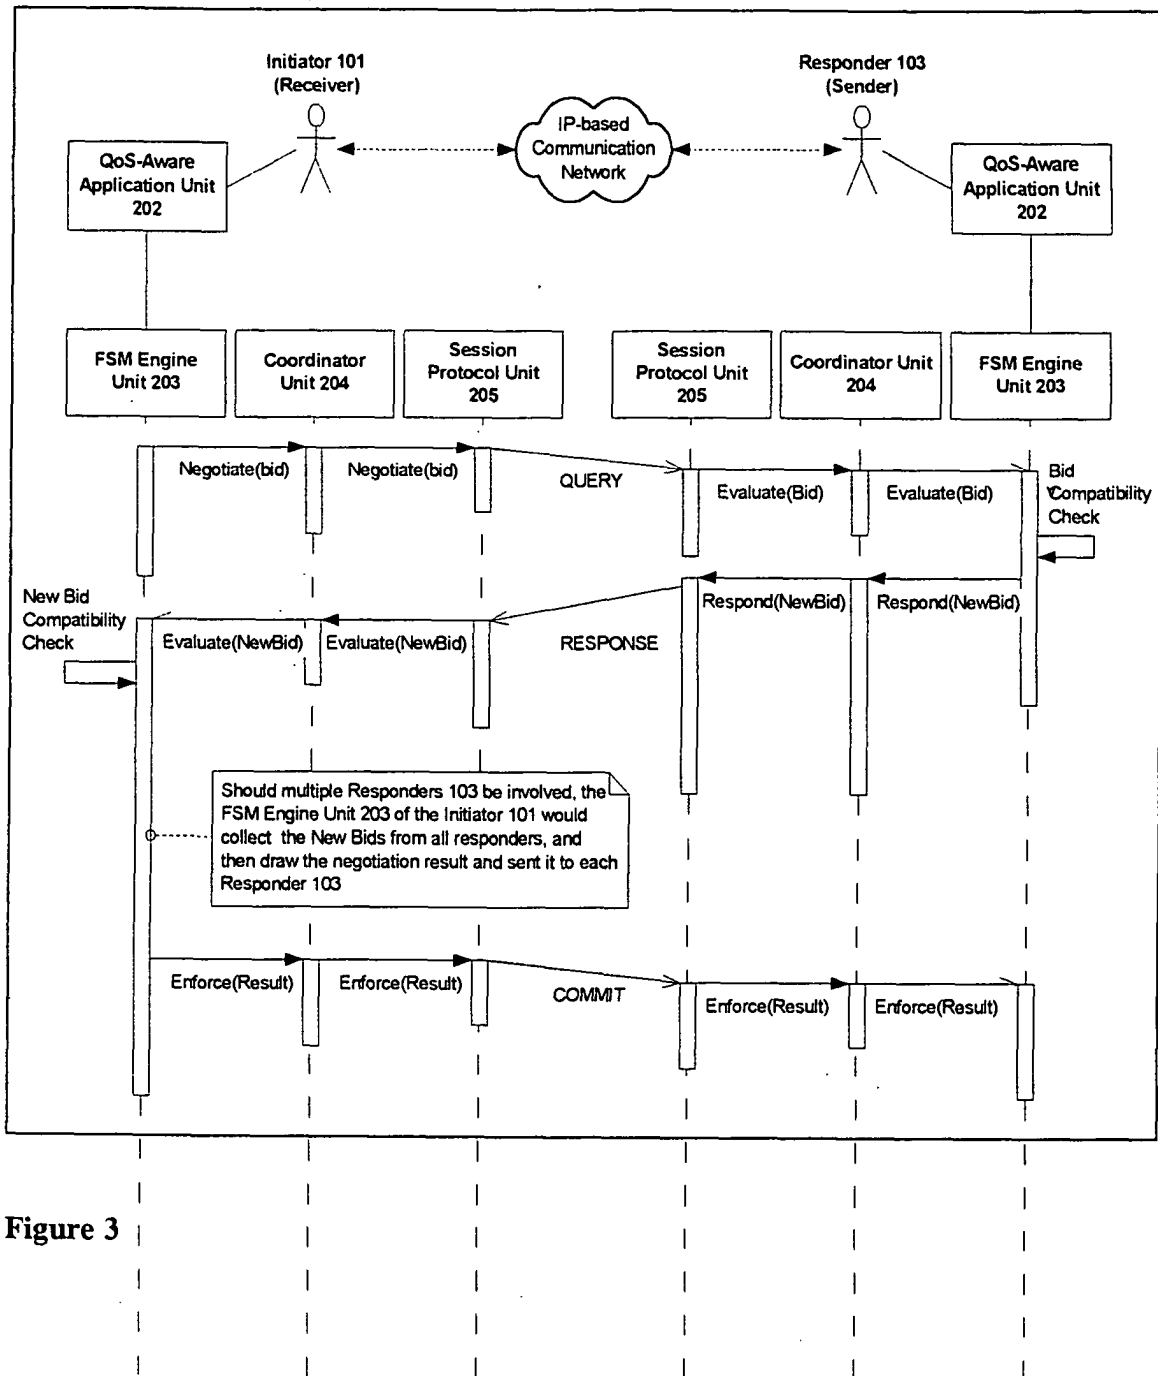 Initiator 101
(Receiver)
Responder 103
(Sender)
IP-based
Communication
Network
QoS-Aware
Application Unit
202
QoS-Aware
Application Unit
202
FSM Engine
Unit 203
Coordinator
Unit 204
Session
Protocol Unit
205
Session
Protocol Unit
205
Coordinator Unit
204
FSM Engine
Unit 203
Negotiate(bid)
Negotiate(bid)
QUERY
Evaluate(Bid)
Evaluate(Bid)
Bid
Compatibility
Check
New Bid
Compatibility
Check
Evaluate(NewBid)
Evaluate(NewBid)
RESPONSE
Respond(NewBid)
Respond(NewBid)
Should multiple Responders 103 be involved, the
FSM Engine Unit 203 of the Initiator 101 would
collect the New Bids from all responders, and
then draw the negotiation result and sent it to each
Responder 103
Enforce(Result)
Enforce(Result)
COMMIT
Enforce(Result)
Enforce(Result)
Figure 3